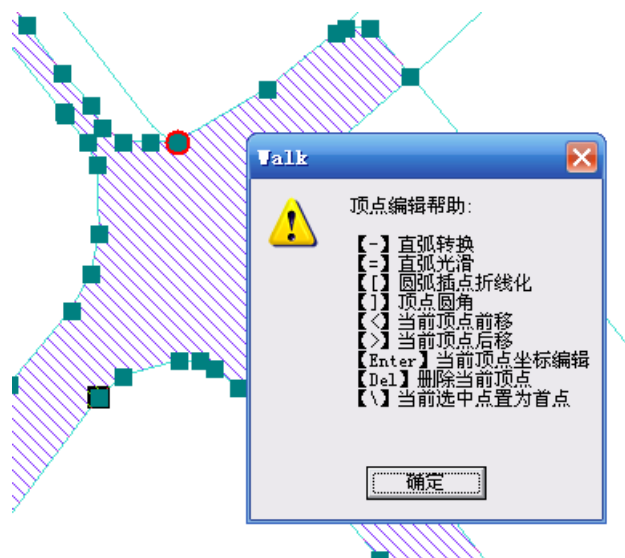 Walk
顶点编辑帮助:
【-】直弧转换
【=】直弧光滑
【[】圆弧插点折线化
【]】顶点圆角
【<】当前顶点前移
【>】当前顶点后移
【Enter】当前顶点坐标编辑
【Del】删除当前顶点
【\】当前选中点置为首点
确定